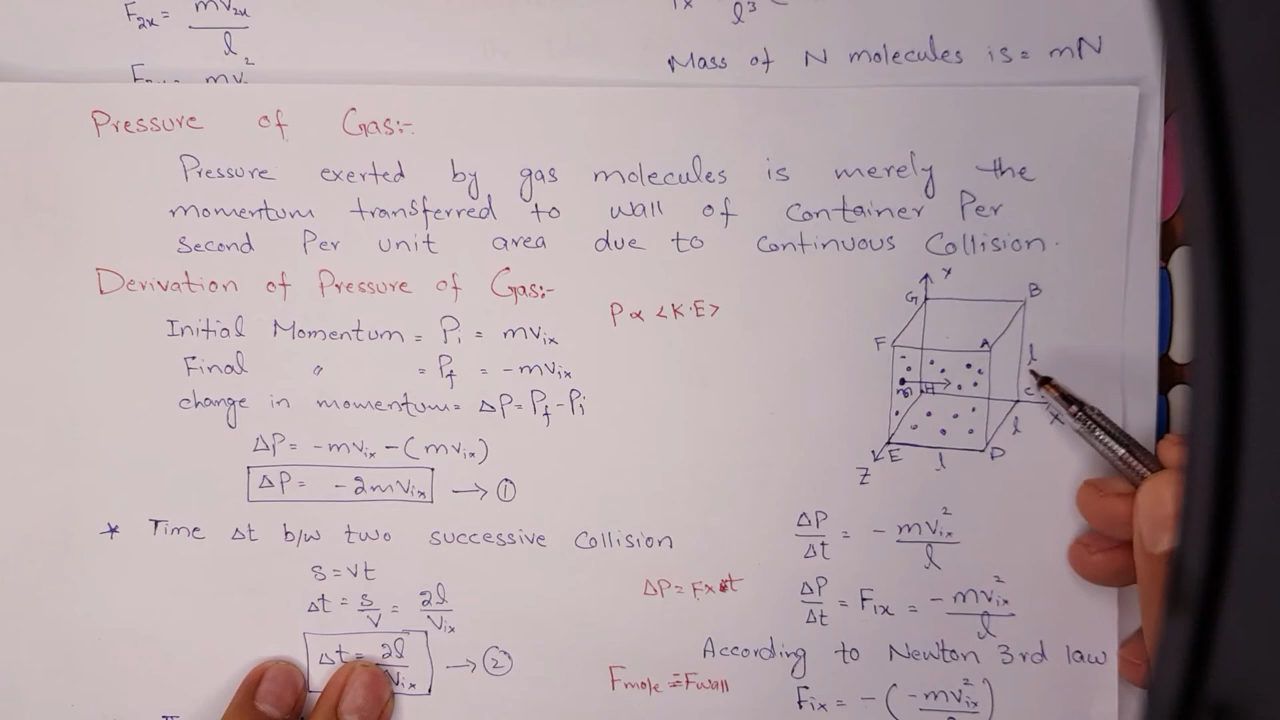 F₂ₓ = mv₂ₓ² / l
Mass of N molecules is = mN
Pressure of Gas:-
Pressure exerted by gas molecules is merely the
momentum transferred to wall of container Per
second Per unit area due to continuous Collision.
Derivation of Pressure of Gas:-
P ∝ <K.E>
Initial Momentum = Pi = mvix
Final " = Pf = -mvix
change in momentum = ΔP = Pf - Pi
ΔP = -mvix - (mvix)
ΔP = -2mvix → ①
* Time Δt b/w two successive Collision
s = vt
Δt = s/v = 2l/vix
Δt = 2l/vix → ②
G
B
F
A
l
m
H
C
X
l
E
l
D
Z
ΔP/Δt = - mvix²/l
ΔP = F × t
ΔP/Δt = Fix = - mvix²/l
According to Newton 3rd law
Fmole = -Fwall
Fix = - (-mvix²